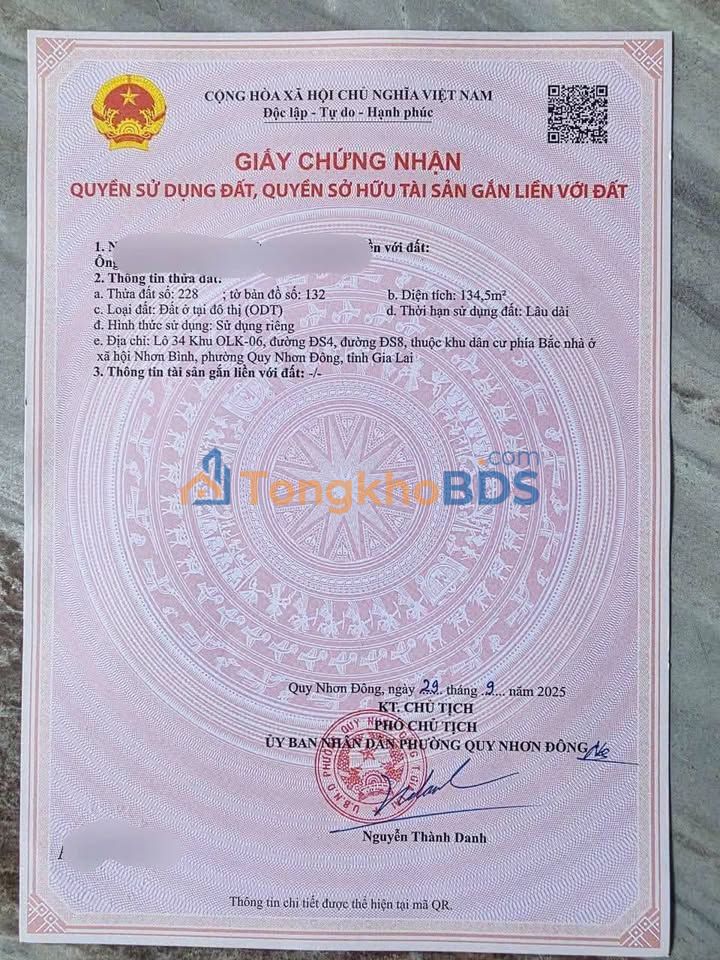 CỘNG HÒA XÃ HỘI CHỦ NGHĨA VIỆT NAM
Độc lập - Tự do - Hạnh phúc
GIẤY CHỨNG NHẬN
QUYỀN SỬ DỤNG ĐẤT, QUYỀN SỞ HỮU TÀI SẢN GẮN LIỀN VỚI ĐẤT
1. với đất:
Ông
2. Thông tin thửa đất:
a. Thửa đất số: 228 ; tờ bản đồ số: 132 b. Diện tích: 134,5m²
c. Loại đất: Đất ở tại đô thị (ODT) d. Thời hạn sử dụng đất: Lâu dài
đ. Hình thức sử dụng: Sử dụng riêng
e. Địa chỉ: Lô 34 Khu OLK-06, đường ĐS4, đường ĐS8, thuộc khu dân cư phía Bắc nhà ở
xã hội Nhơn Bình, phường Quy Nhơn Đông, tỉnh Gia Lai
3. Thông tin tài sản gắn liền với đất: -/-
TongkhoBDS.com
Quy Nhơn Đông, ngày 29 tháng 9 năm 2025
KT. CHỦ TỊCH
PHÓ CHỦ TỊCH
ỦY BAN NHÂN DÂN PHƯỜNG QUY NHƠN ĐÔNG
Nguyễn Thành Danh
Thông tin chi tiết được thể hiện tại mã QR.